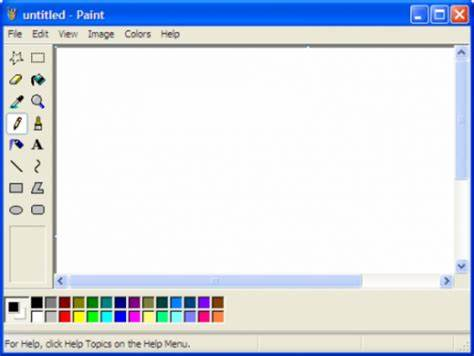 untitled - Paint
File Edit View Image Colors Help
A
For Help, click Help Topics on the Help Menu.